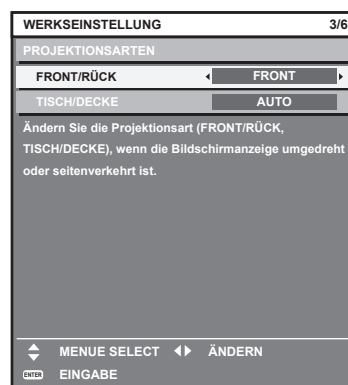 WERKSEINSTELLUNG 3/6
PROJEKTIONSARTEN
FRONT/RÜCK FRONT
TISCH/DECKE AUTO
Ändern Sie die Projektionsart (FRONT/RÜCK,
TISCH/DECKE), wenn die Bildschirmanzeige umgedreht
oder seitenverkehrt ist.
MENUE SELECT ÄNDERN
ENTER EINGABE